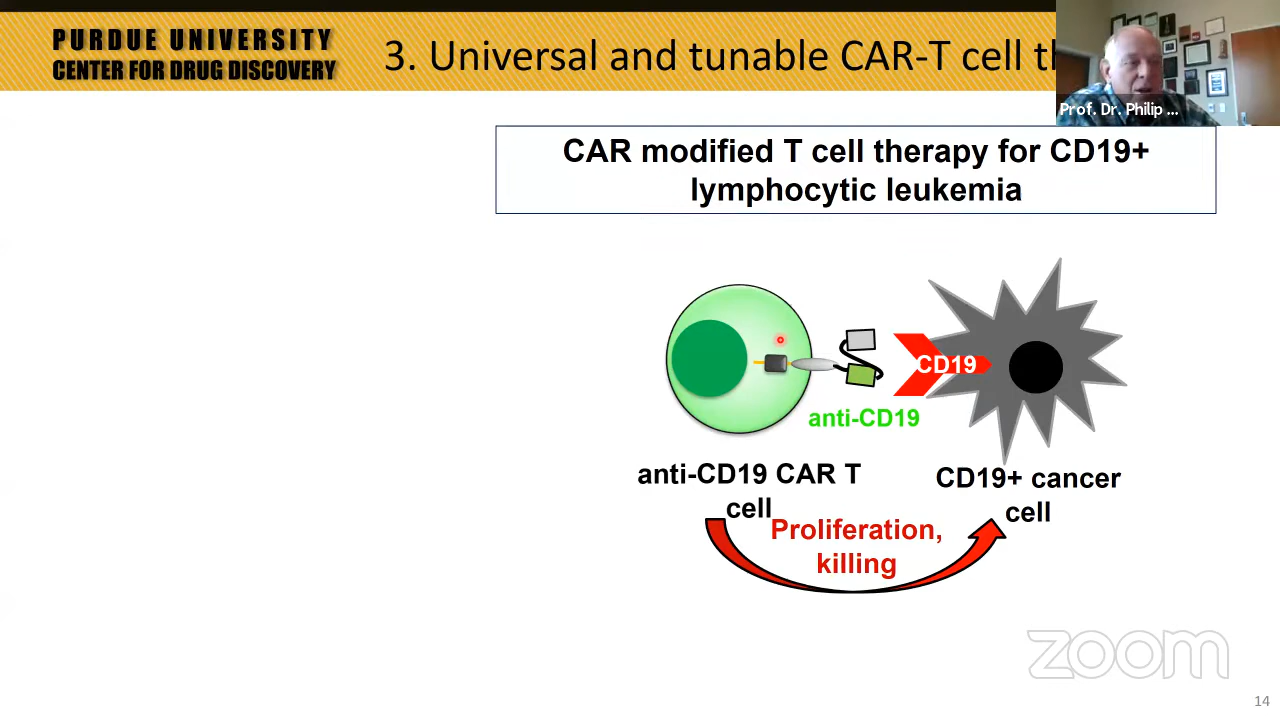 PURDUE UNIVERSITY
CENTER FOR DRUG DISCOVERY
3. Universal and tunable CAR-T cell th
Prof. Dr. Philip ...
CAR modified T cell therapy for CD19+
lymphocytic leukemia
CD19
anti-CD19
anti-CD19 CAR T
cell
CD19+ cancer
cell
Proliferation,
killing
zoom
14